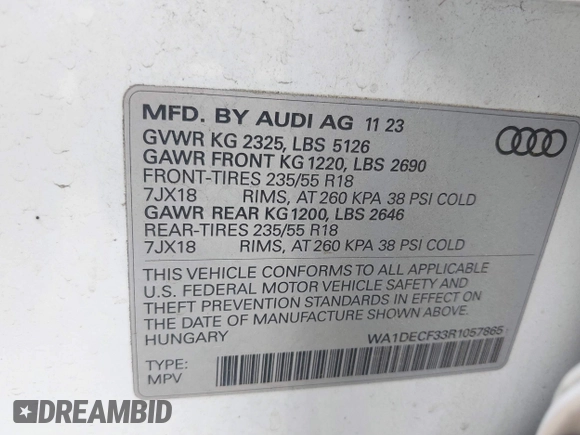 MFD. BY AUDI AG 11 23
GVWR KG 2325, LBS 5126
GAWR FRONT KG 1220, LBS 2690
FRONT-TIRES 235/55 R18
7JX18 RIMS, AT 260 KPA 38 PSI COLD
GAWR REAR KG 1200, LBS 2646
REAR-TIRES 235/55 R18
7JX18 RIMS, AT 260 KPA 38 PSI COLD
THIS VEHICLE CONFORMS TO ALL APPLICABLE
U.S. FEDERAL MOTOR VEHICLE SAFETY AND
THEFT PREVENTION STANDARDS IN EFFECT ON
THE DATE OF MANUFACTURE SHOWN ABOVE.
HUNGARY
WA1DECF33R1057865
TYPE:
MPV
DREAMBID